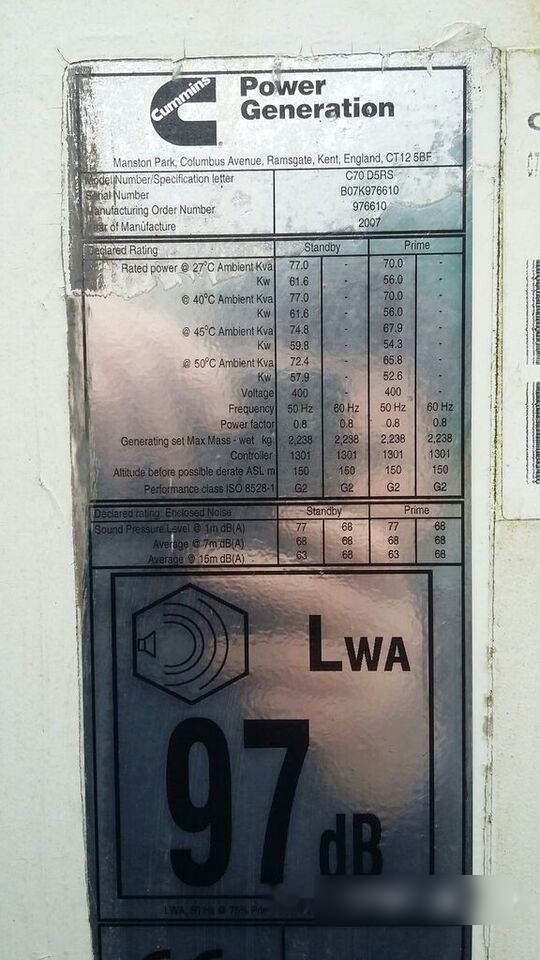 Cummins
Power
Generation
Manston Park, Columbus Avenue, Ramsgate, Kent, England, CT12 5BF
Model Number/Specification letter C70 D5RS
Serial Number B07K976610
Manufacturing Order Number 976610
Year of Manufacture 2007
Declared Rating Standby Prime
Rated power @ 27°C Ambient Kva 77.0 - 70.0 -
Kw 61.6 - 56.0 -
@ 40°C Ambient Kva 77.0 - 70.0 -
Kw 61.6 - 56.0 -
@ 45°C Ambient Kva 74.8 - 67.9 -
Kw 59.8 - 54.3 -
@ 50°C Ambient Kva 72.4 - 65.8 -
Kw 57.9 - 52.6 -
Voltage 400 - 400 -
Frequency 50 Hz 60 Hz 50 Hz 60 Hz
Power factor 0.8 0.8 0.8 0.8
Generating set Max Mass - wet kg 2,238 2,238 2,238 2,238
Controller 1301 1301 1301 1301
Altitude before possible derate ASL m 150 150 150 150
Performance class ISO 8528-1 G2 G2 G2 G2
Declared rating: Enclosed Noise Standby Prime
Sound Pressure Level @ 1m dB(A) 77 68 77 68
Average @ 7m dB(A) 68 68 68 68
Average @ 15m dB(A) 63 68 63 68
LWA
97 dB
LWA, @ 75%